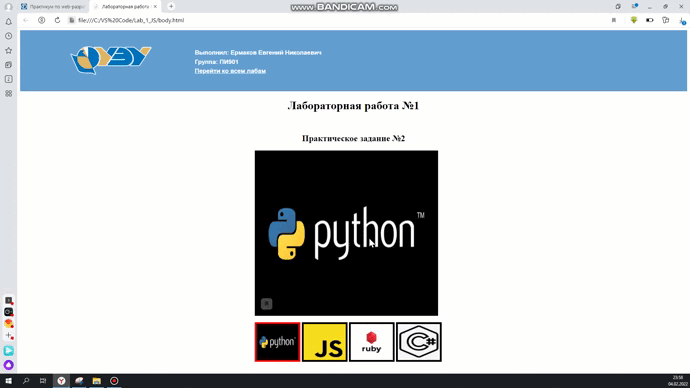 www.BANDICAM.com
Практикум по web-разра
Лабораторная работа
file:///C:/VS%20Code/Lab_1_JS/body.html
Выполнил: Ермаков Евгений Николаевич
Группа: ПИ901
Перейти ко всем лабам
Лабораторная работа №1
Практическое задание №2
python™
python
JS
ruby
C#
23:58
04.02.2022